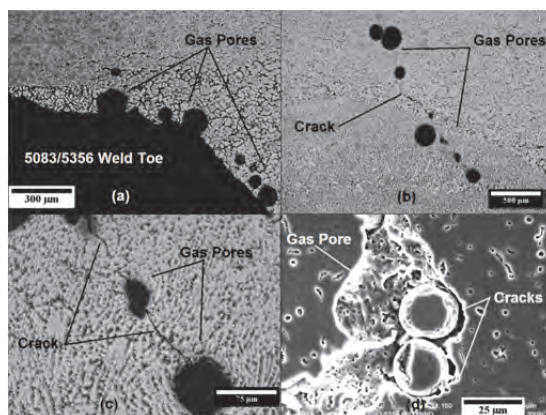 Gas Pores
5083/5356 Weld Toe
300 µm
(a)
Gas Pores
Crack
(b)
500 µm
Gas Pores
Crack
(c)
75 µm
Gas Pore
Cracks
(d)
25 µm